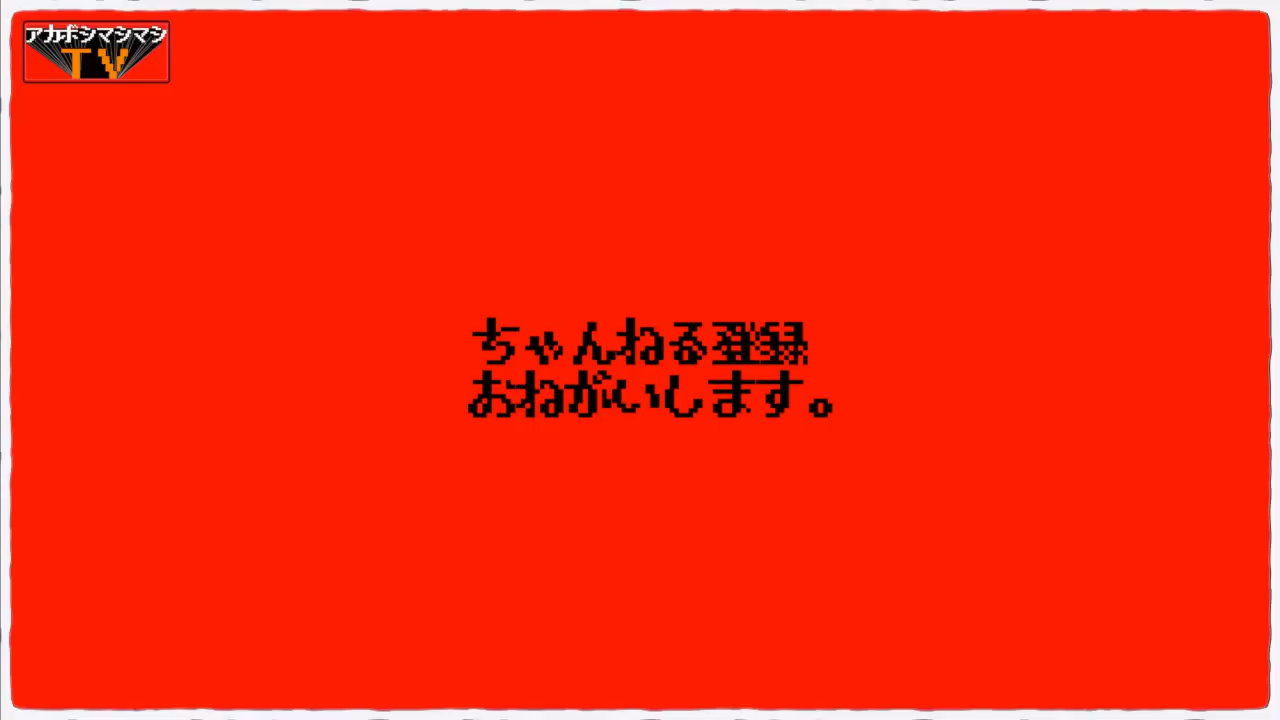 アカボシマシマシ
TV
ちゃんねる登録
おねがいします。